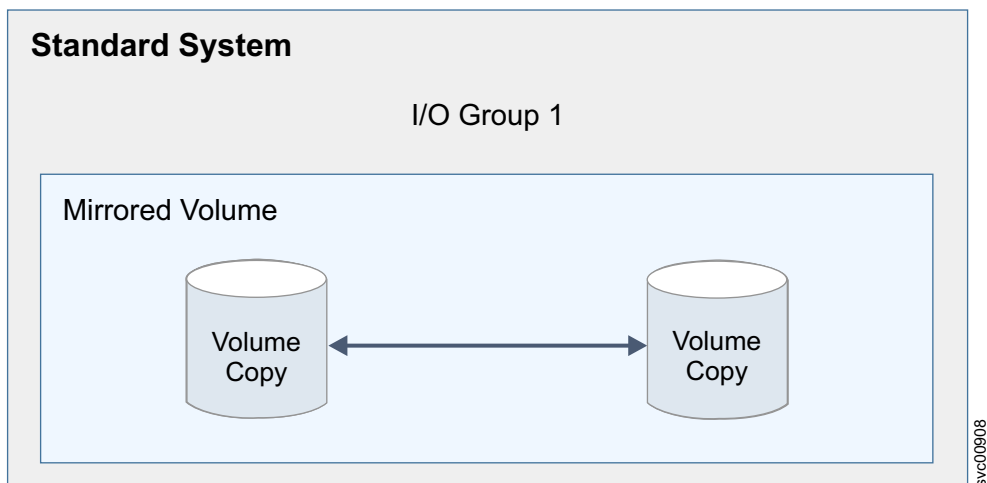 Standard System
I/O Group 1
Mirrored Volume
Volume
Copy
Volume
Copy
svc00908